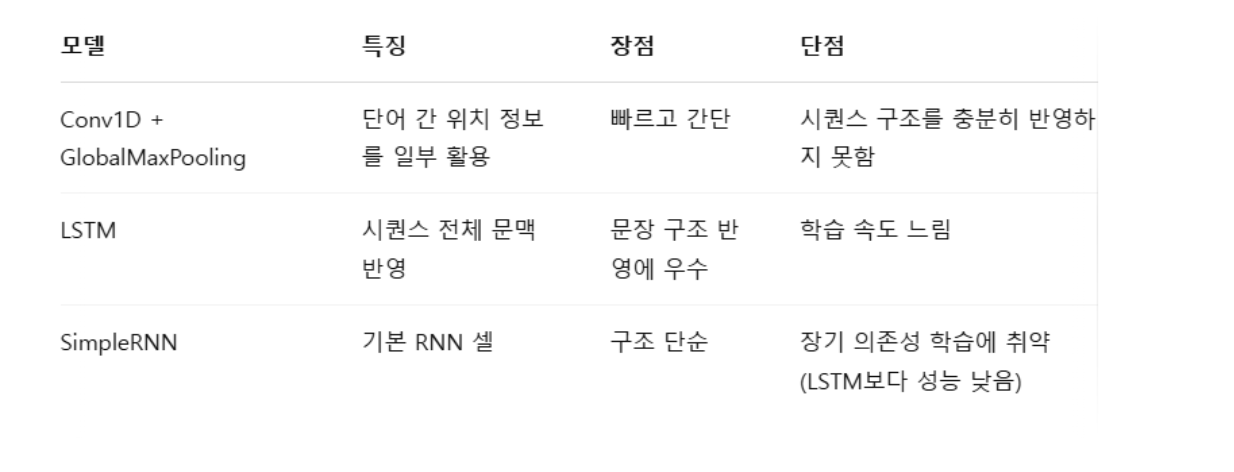 모델 특징 장점 단점
Conv1D + 단어 간 위치 정보 빠르고 간단 시퀀스 구조를 충분히 반영하
GlobalMaxPooling 를 일부 활용 지 못함
LSTM 시퀀스 전체 문맥 문장 구조 반 학습 속도 느림
반영 영에 우수
SimpleRNN 기본 RNN 셀 구조 단순 장기 의존성 학습에 취약
(LSTM보다 성능 낮음)